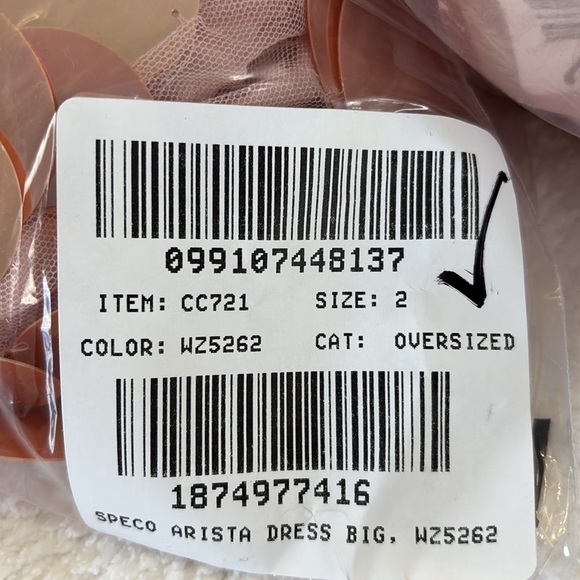 099107448137
ITEM: CC721 SIZE: 2
COLOR: WZ5262 CAT: OVERSIZED
1874977416
SPECO ARISTA DRESS BIG, WZ5262